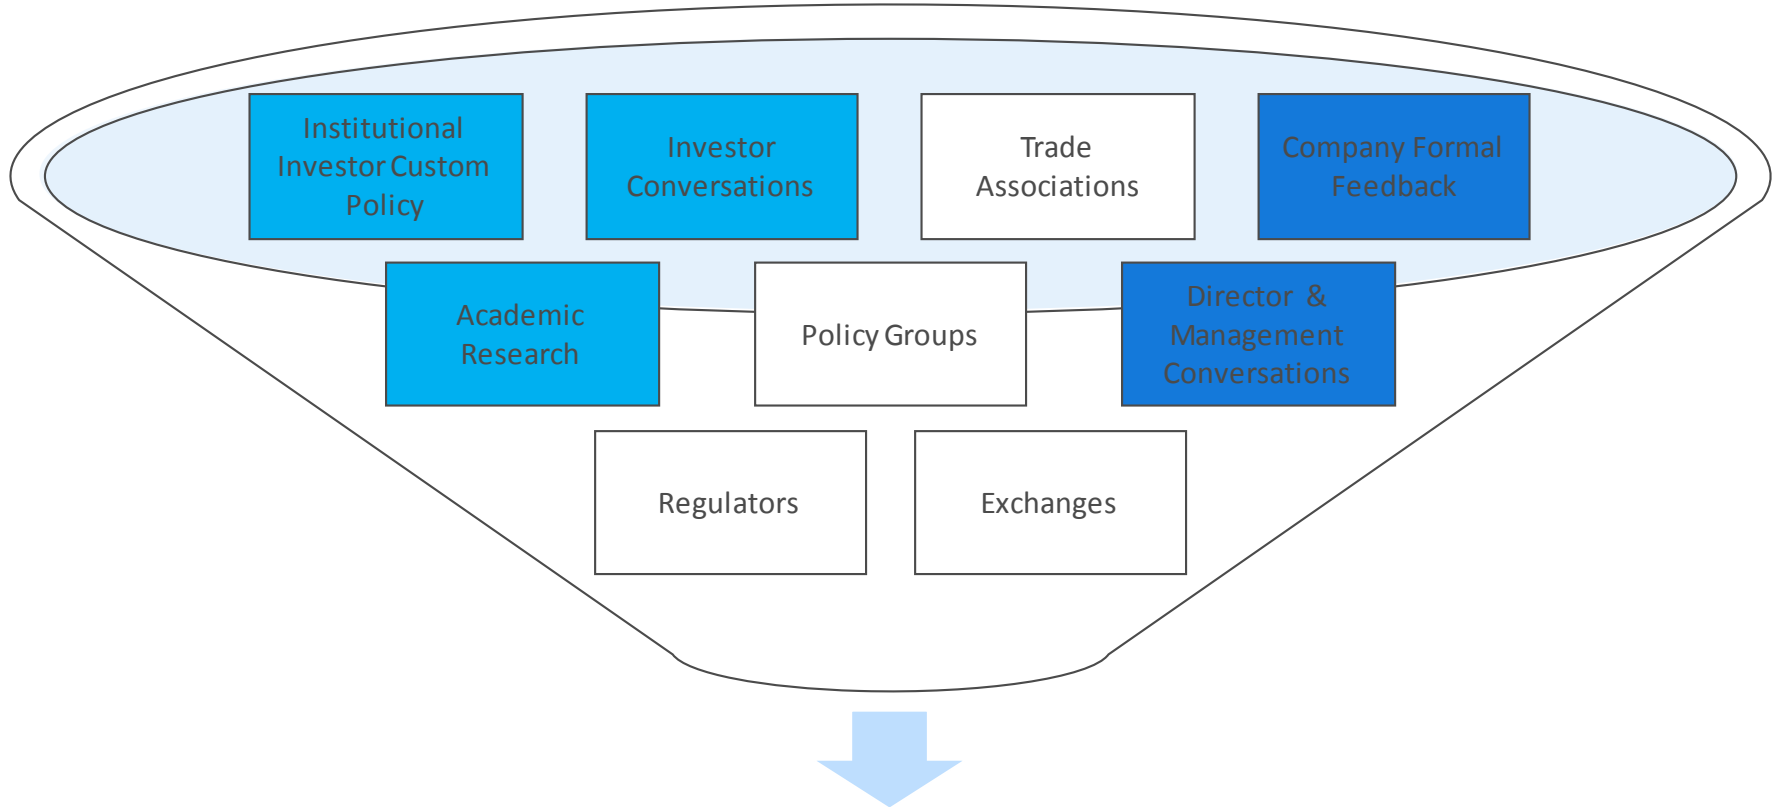 Institutional
Investor Custom
Policy
Investor
Conversations
Trade
Associations
Company Formal
Feedback
Academic
Research
Policy Groups
Director &
Management
Conversations
Regulators
Exchanges